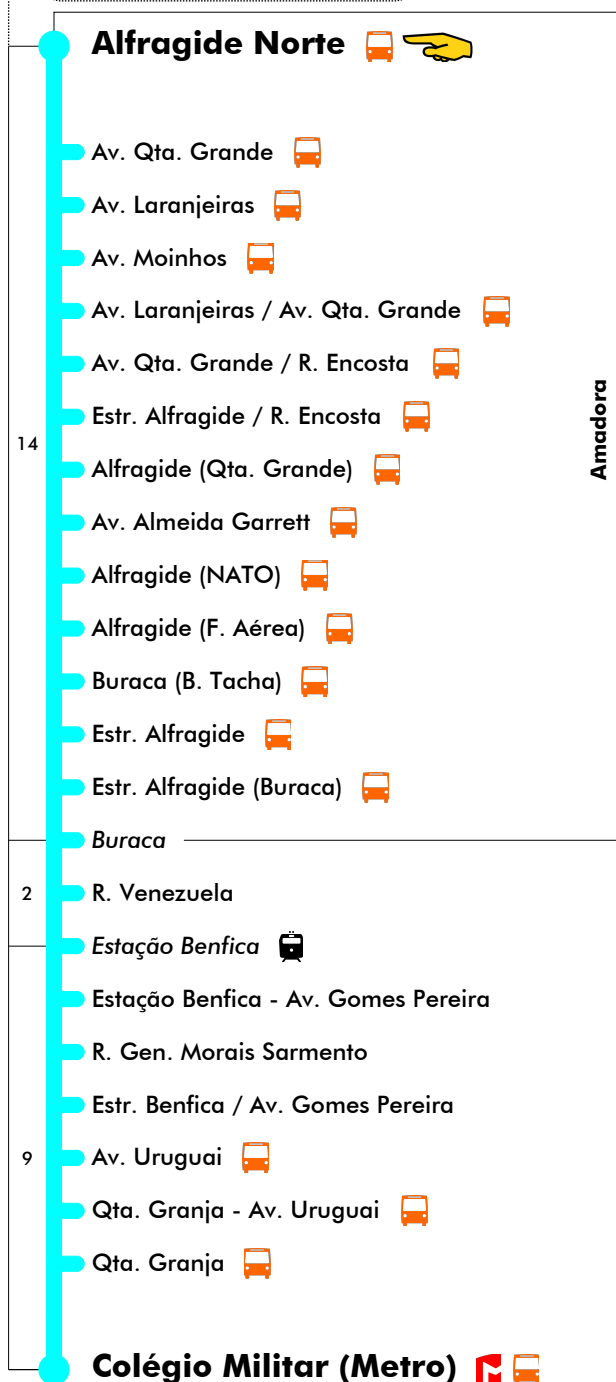 Alfragide Norte
Av. Qta. Grande
Av. Laranjeiras
Av. Moinhos
Av. Laranjeiras / Av. Qta. Grande
Av. Qta. Grande / R. Encosta
Amadora
Estr. Alfragide / R. Encosta
14
Alfragide (Qta. Grande)
Av. Almeida Garrett
Alfragide (NATO)
Alfragide (F. Aérea)
Buraca (B. Tacha)
Estr. Alfragide
Estr. Alfragide (Buraca)
Buraca
2
R. Venezuela
Estação Benfica
Estação Benfica - Av. Gomes Pereira
R. Gen. Morais Sarmento
Estr. Benfica / Av. Gomes Pereira
9
Av. Uruguai
Qta. Granja - Av. Uruguai
Qta. Granja
Colégio Militar (Metro)